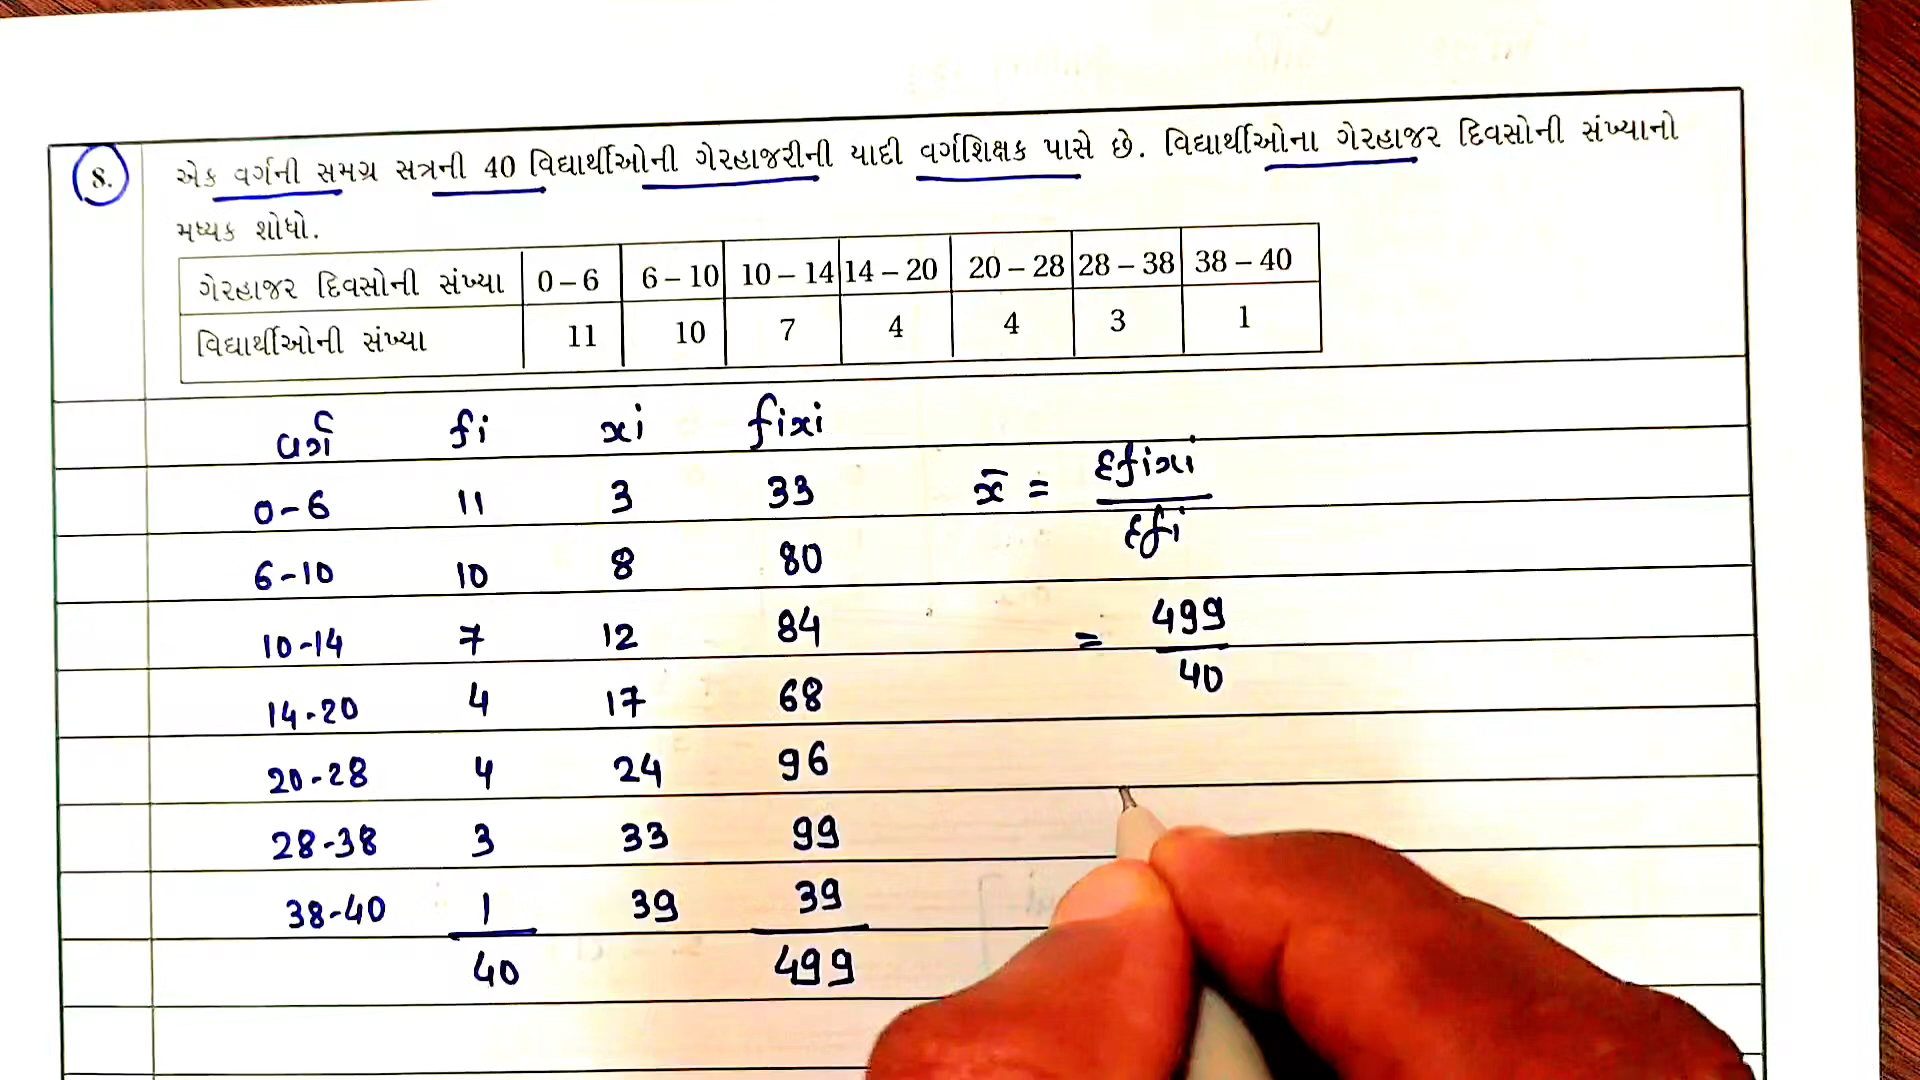 8. એક વર્ગની સમગ્ર સત્રની 40 વિદ્યાર્થીઓની ગેરહાજરીની યાદી વર્ગશિક્ષક પાસે છે. વિદ્યાર્થીઓના ગેરહાજર દિવસોની સંખ્યાનો
મધ્યક શોધો.
ગેરહાજર દિવસોની સંખ્યા 0 – 6 6 – 10 10 – 14 14 – 20 20 – 28 28 – 38 38 – 40
વિદ્યાર્થીઓની સંખ્યા 11 10 7 4 4 3 1
વર્ગ fi xi fixi
0-6 11 3 33 x̄ = Σfixi / Σfi
6-10 10 8 80
10-14 7 12 84 = 499 / 40
14-20 4 17 68
20-28 4 24 96
28-38 3 33 99
38-40 1 39 39
40 499